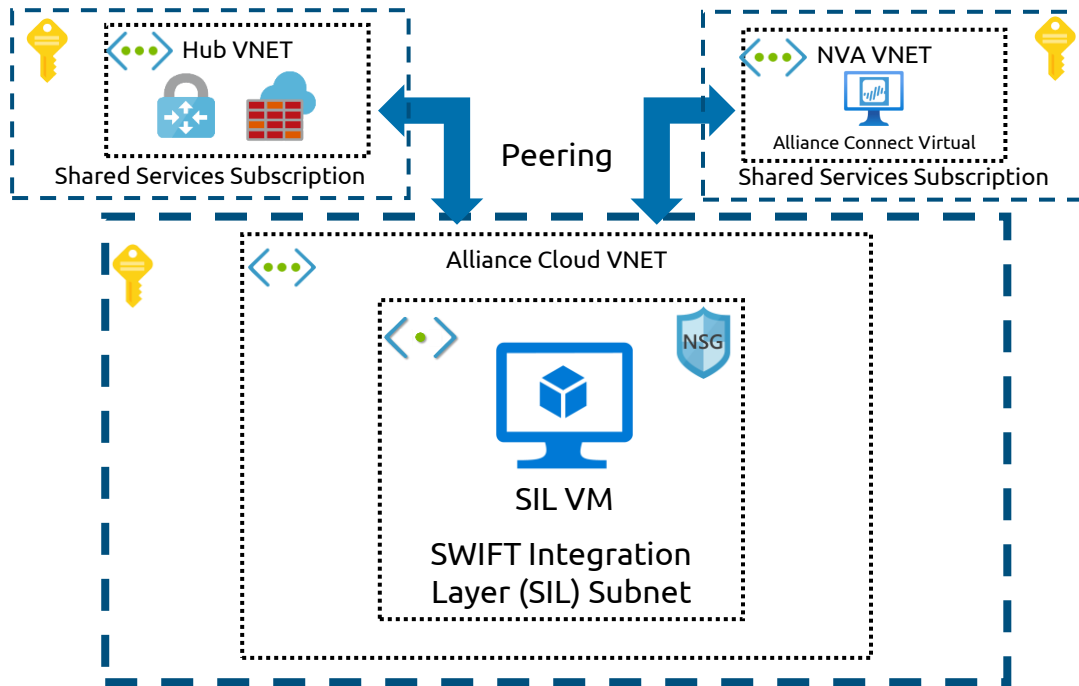 Hub VNET
Shared Services Subscription
Peering
NVA VNET
Alliance Connect Virtual
Shared Services Subscription
Alliance Cloud VNET
NSG
SIL VM
SWIFT Integration
Layer (SIL) Subnet